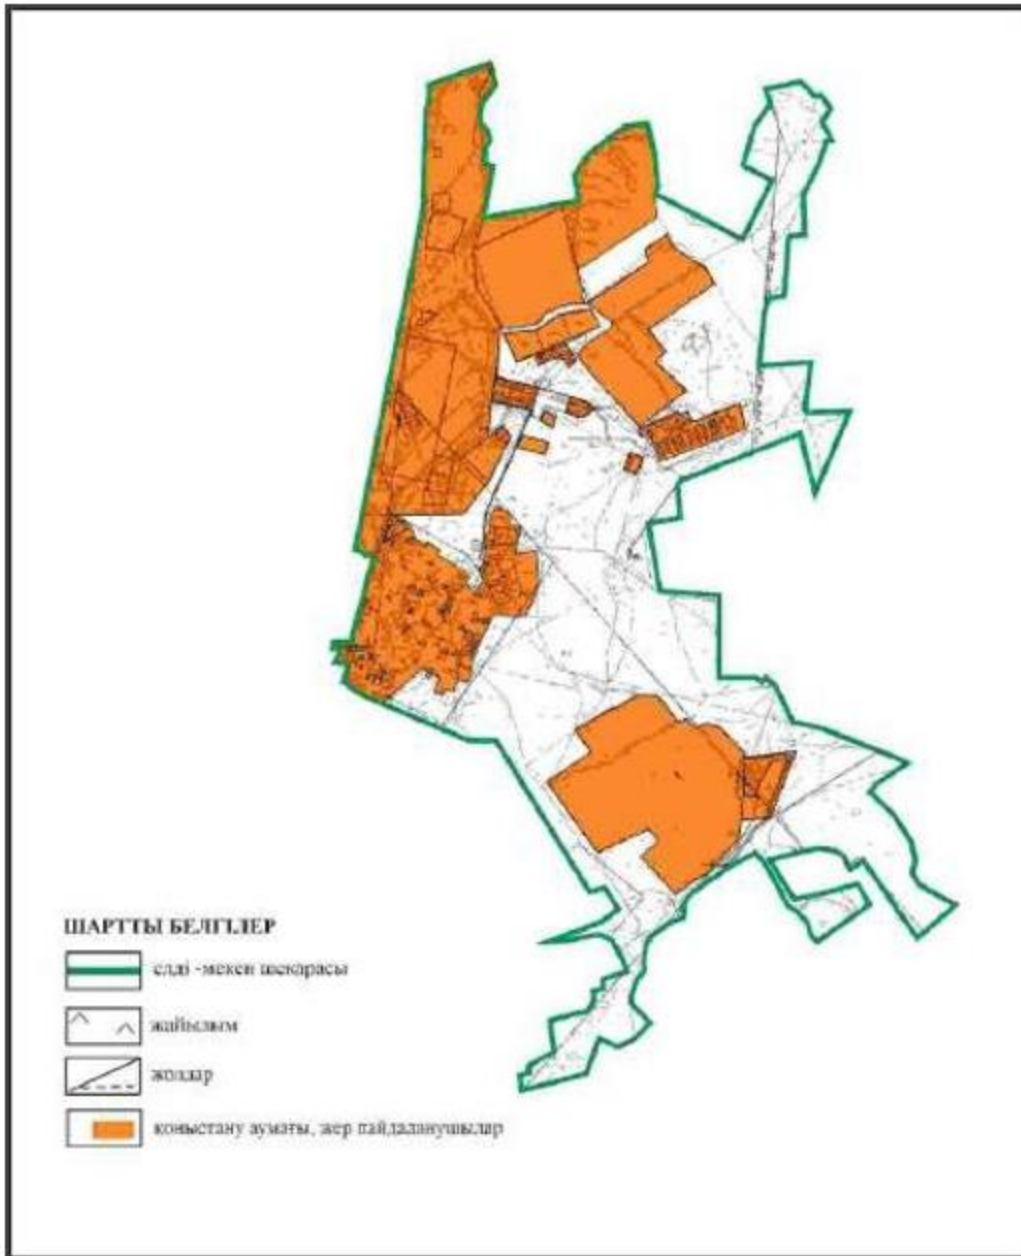 ШАРТТЫ БЕЛГІЛЕР
елді -мекен шекарасы
жайылым
жолдар
қоныстану аумағы, жер пайдаланушылар